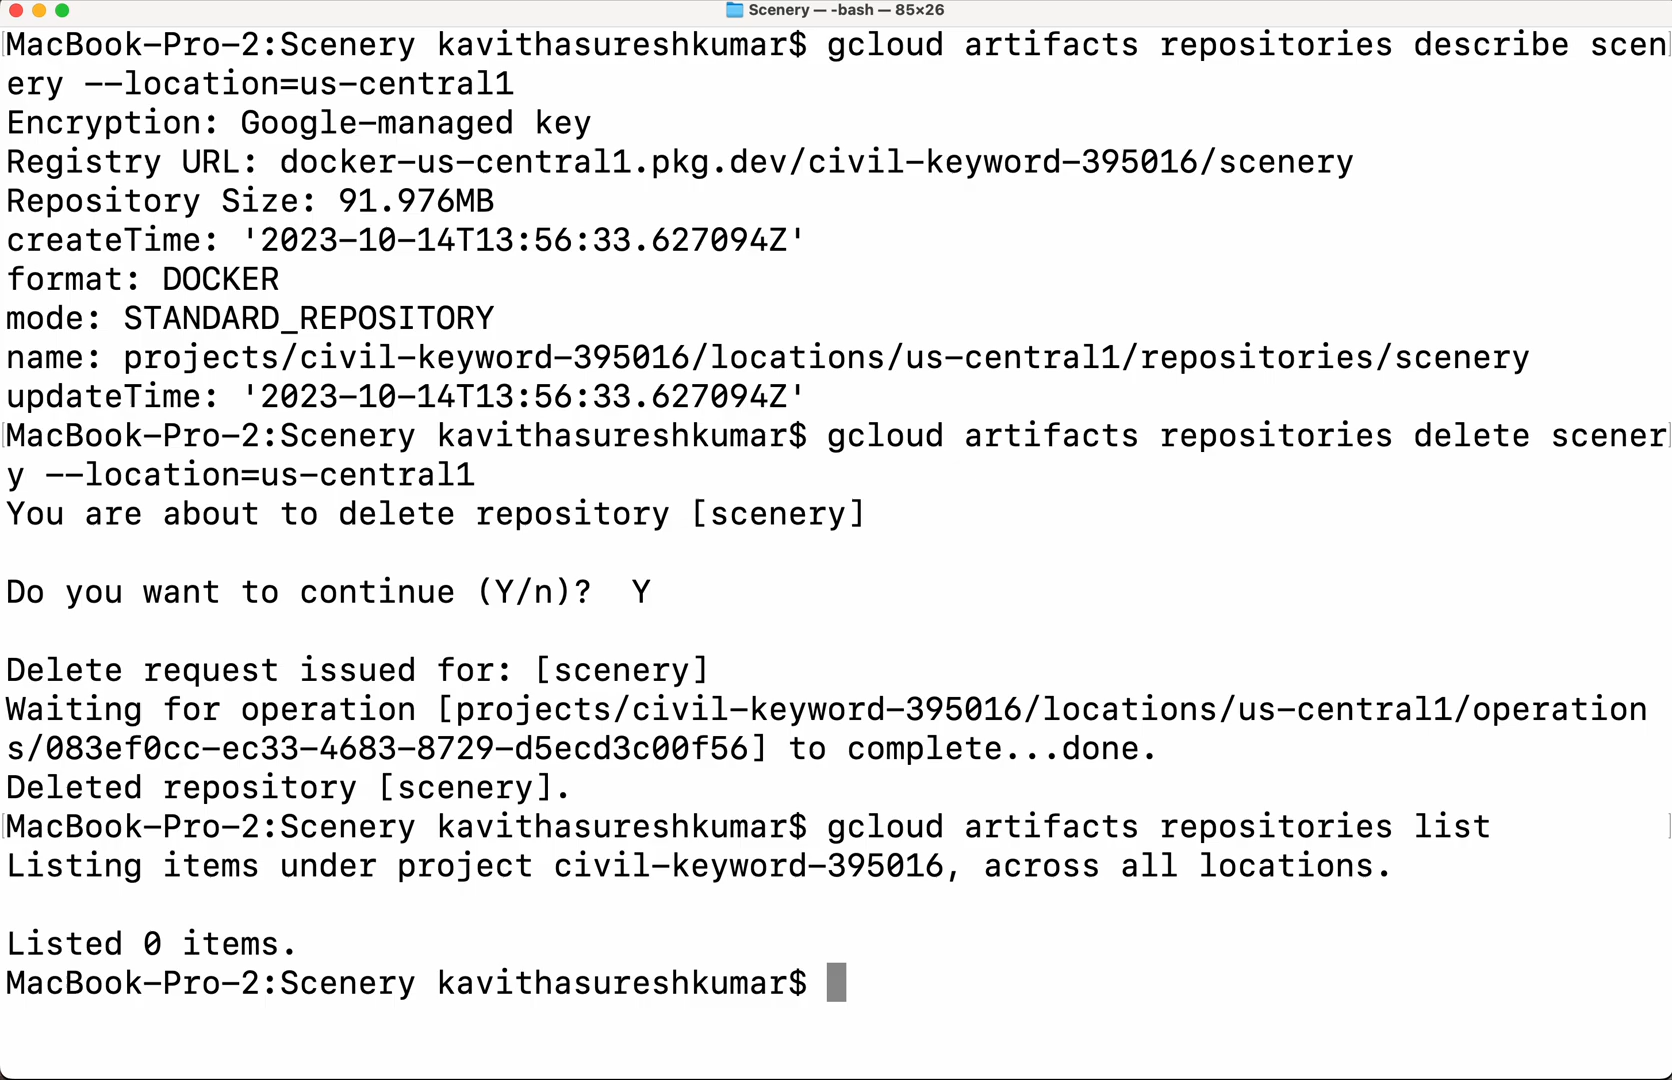 Scenery — -bash — 85×26
MacBook-Pro-2:Scenery kavithasureshkumar$ gcloud artifacts repositories describe scen
ery --location=us-central1
Encryption: Google-managed key
Registry URL: docker-us-central1.pkg.dev/civil-keyword-395016/scenery
Repository Size: 91.976MB
createTime: '2023-10-14T13:56:33.627094Z'
format: DOCKER
mode: STANDARD_REPOSITORY
name: projects/civil-keyword-395016/locations/us-central1/repositories/scenery
updateTime: '2023-10-14T13:56:33.627094Z'
MacBook-Pro-2:Scenery kavithasureshkumar$ gcloud artifacts repositories delete scener
y --location=us-central1
You are about to delete repository [scenery]
Do you want to continue (Y/n)?  Y
Delete request issued for: [scenery]
Waiting for operation [projects/civil-keyword-395016/locations/us-central1/operation
s/083ef0cc-ec33-4683-8729-d5ecd3c00f56] to complete...done.
Deleted repository [scenery].
MacBook-Pro-2:Scenery kavithasureshkumar$ gcloud artifacts repositories list
Listing items under project civil-keyword-395016, across all locations.
Listed 0 items.
MacBook-Pro-2:Scenery kavithasureshkumar$